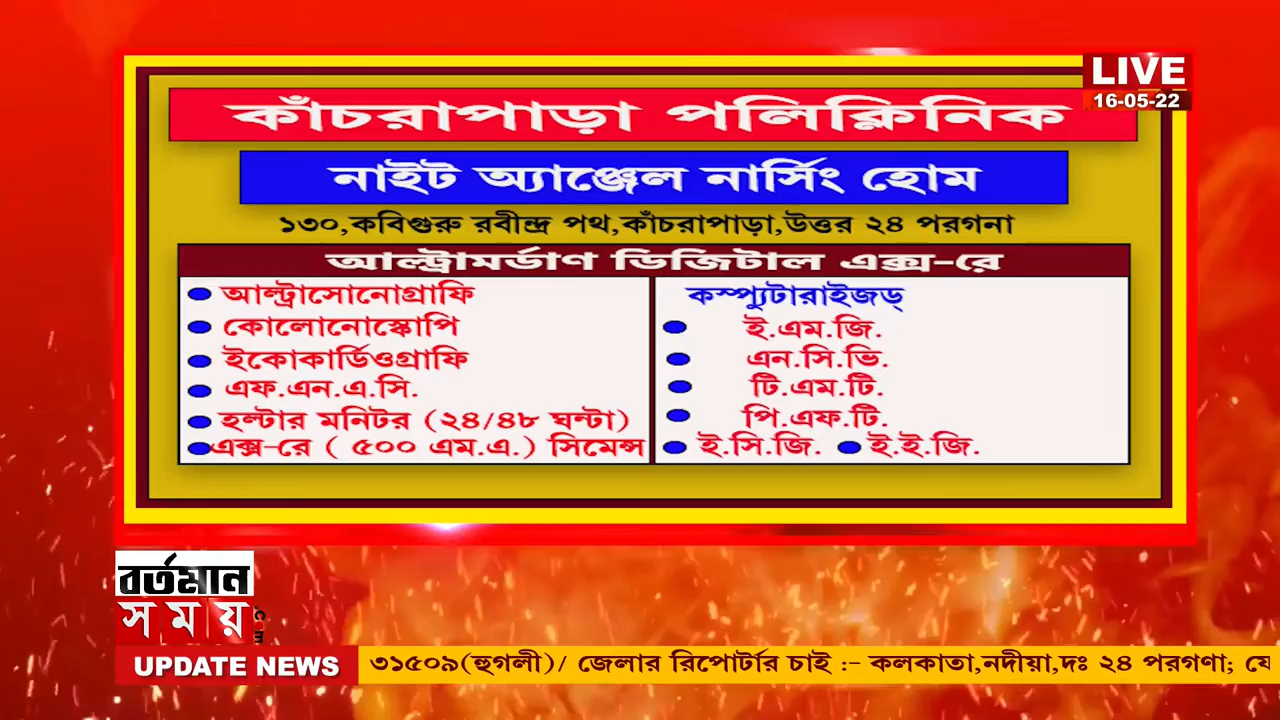 LIVE
16-05-22
কাঁচরাপাড়া পলিক্লিনিক
নাইট অ্যাঞ্জেল নার্সিং হোম
১৩০,কবিগুরু রবীন্দ্র পথ,কাঁচরাপাড়া,উত্তর ২৪ পরগনা
আল্ট্রামর্ডাণ ডিজিটাল এক্স-রে
আল্ট্রাসোনোগ্রাফি
কোলোনোস্কোপি
ইকোকার্ডিওগ্রাফি
এফ.এন.এ.সি.
হল্টার মনিটর (২৪/৪৮ ঘন্টা)
এক্স-রে ( ৫০০ এম.এ.) সিমেন্স
কম্প্যুটারাইজড্
ই.এম.জি.
এন.সি.ভি.
টি.এম.টি.
পি.এফ.টি.
ই.সি.জি. ই.ই.জি.
বর্তমান
সময়
UPDATE NEWS
৩১৫০৯(হুগলী)/ জেলার রিপোর্টার চাই :- কলকাতা,নদীয়া,দঃ ২৪ পরগণা; যে